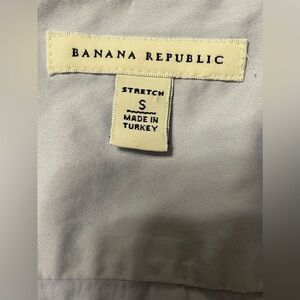 BANANA REPUBLIC
STRETCH
S
MADE IN
TURKEY